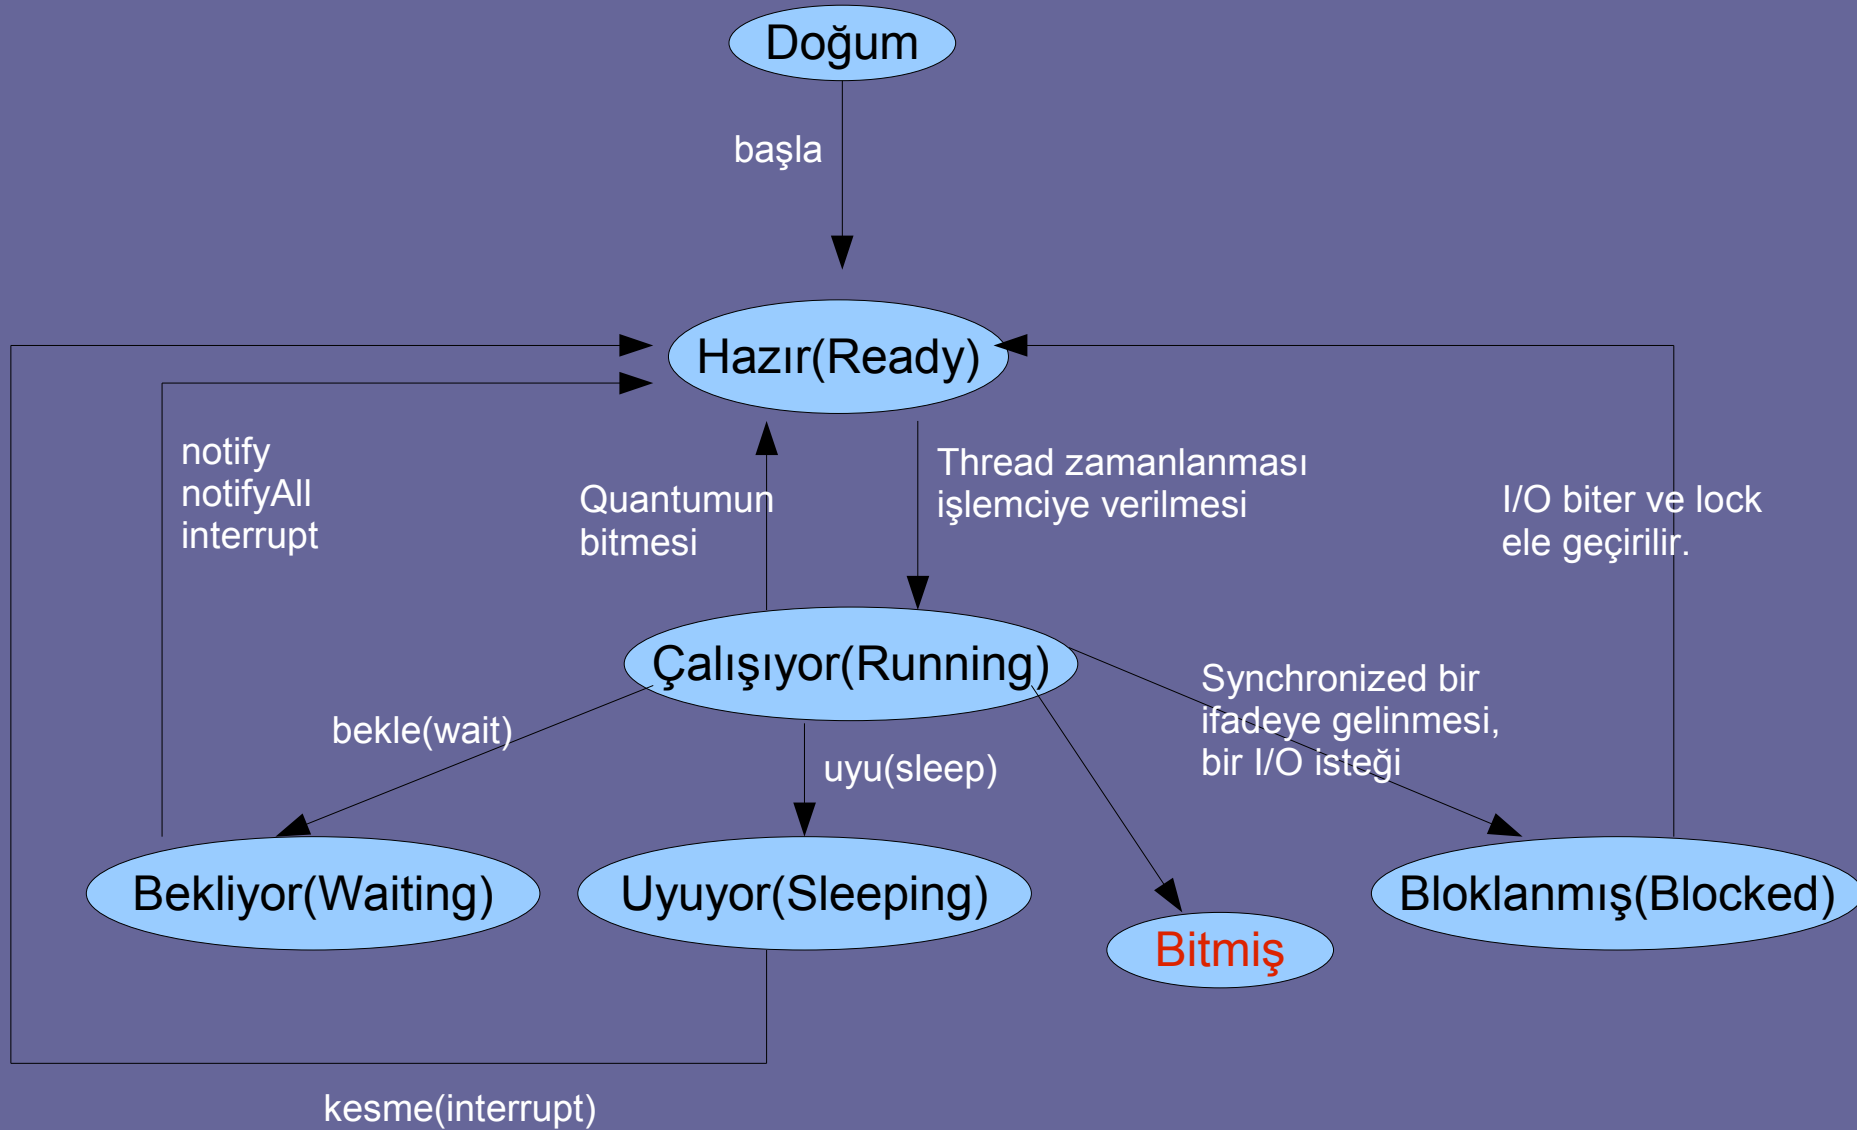 Doğum
başla
Hazır(Ready)
notify
notifyAll
interrupt
Quantumun
bitmesi
Thread zamanlanması
işlemciye verilmesi
I/O biter ve lock
ele geçirilir.
Çalışıyor(Running)
bekle(wait)
uyu(sleep)
Synchronized bir
ifadeye gelinmesi,
bir I/O isteği
Bekliyor(Waiting)
Uyuyor(Sleeping)
Bitmiş
Bloklanmış(Blocked)
kesme(interrupt)